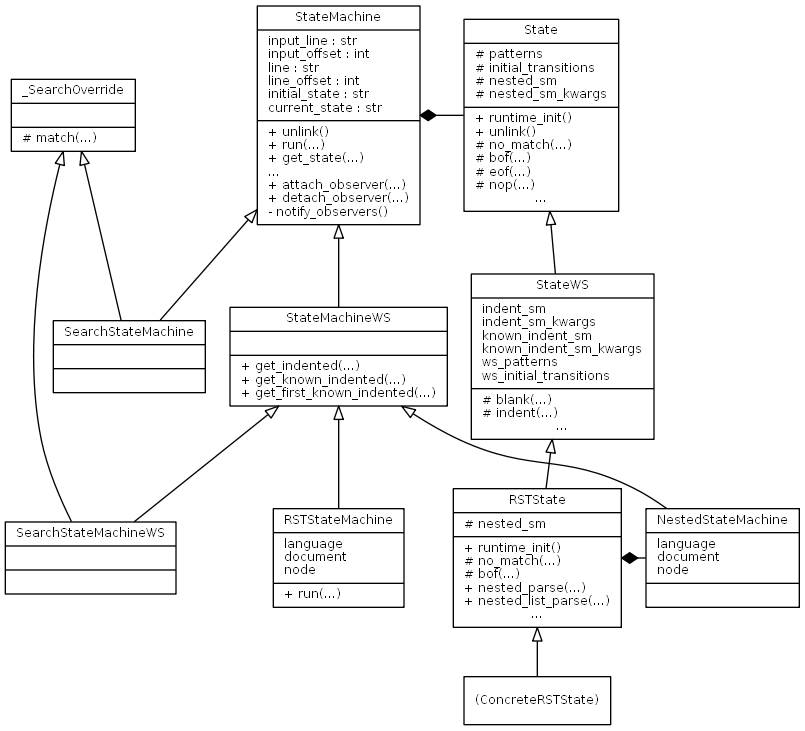 StateMachine
input_line : str
input_offset : int
line : str
line_offset : int
initial_state : str
current_state : str
+ unlink()
+ run(...)
+ get_state(...)
...
+ attach_observer(...)
+ detach_observer(...)
- notify_observers()
State
# patterns
# initial_transitions
# nested_sm
# nested_sm_kwargs
+ runtime_init()
+ unlink()
# no_match(...)
# bof(...)
# eof(...)
# nop(...)
...
_SearchOverride
# match(...)
SearchStateMachine
StateMachineWS
+ get_indented(...)
+ get_known_indented(...)
+ get_first_known_indented(...)
StateWS
indent_sm
indent_sm_kwargs
known_indent_sm
known_indent_sm_kwargs
ws_patterns
ws_initial_transitions
# blank(...)
# indent(...)
...
SearchStateMachineWS
RSTStateMachine
language
document
node
+ run(...)
RSTState
# nested_sm
+ runtime_init()
# no_match(...)
# bof(...)
+ nested_parse(...)
+ nested_list_parse(...)
...
NestedStateMachine
language
document
node
(ConcreteRSTState)